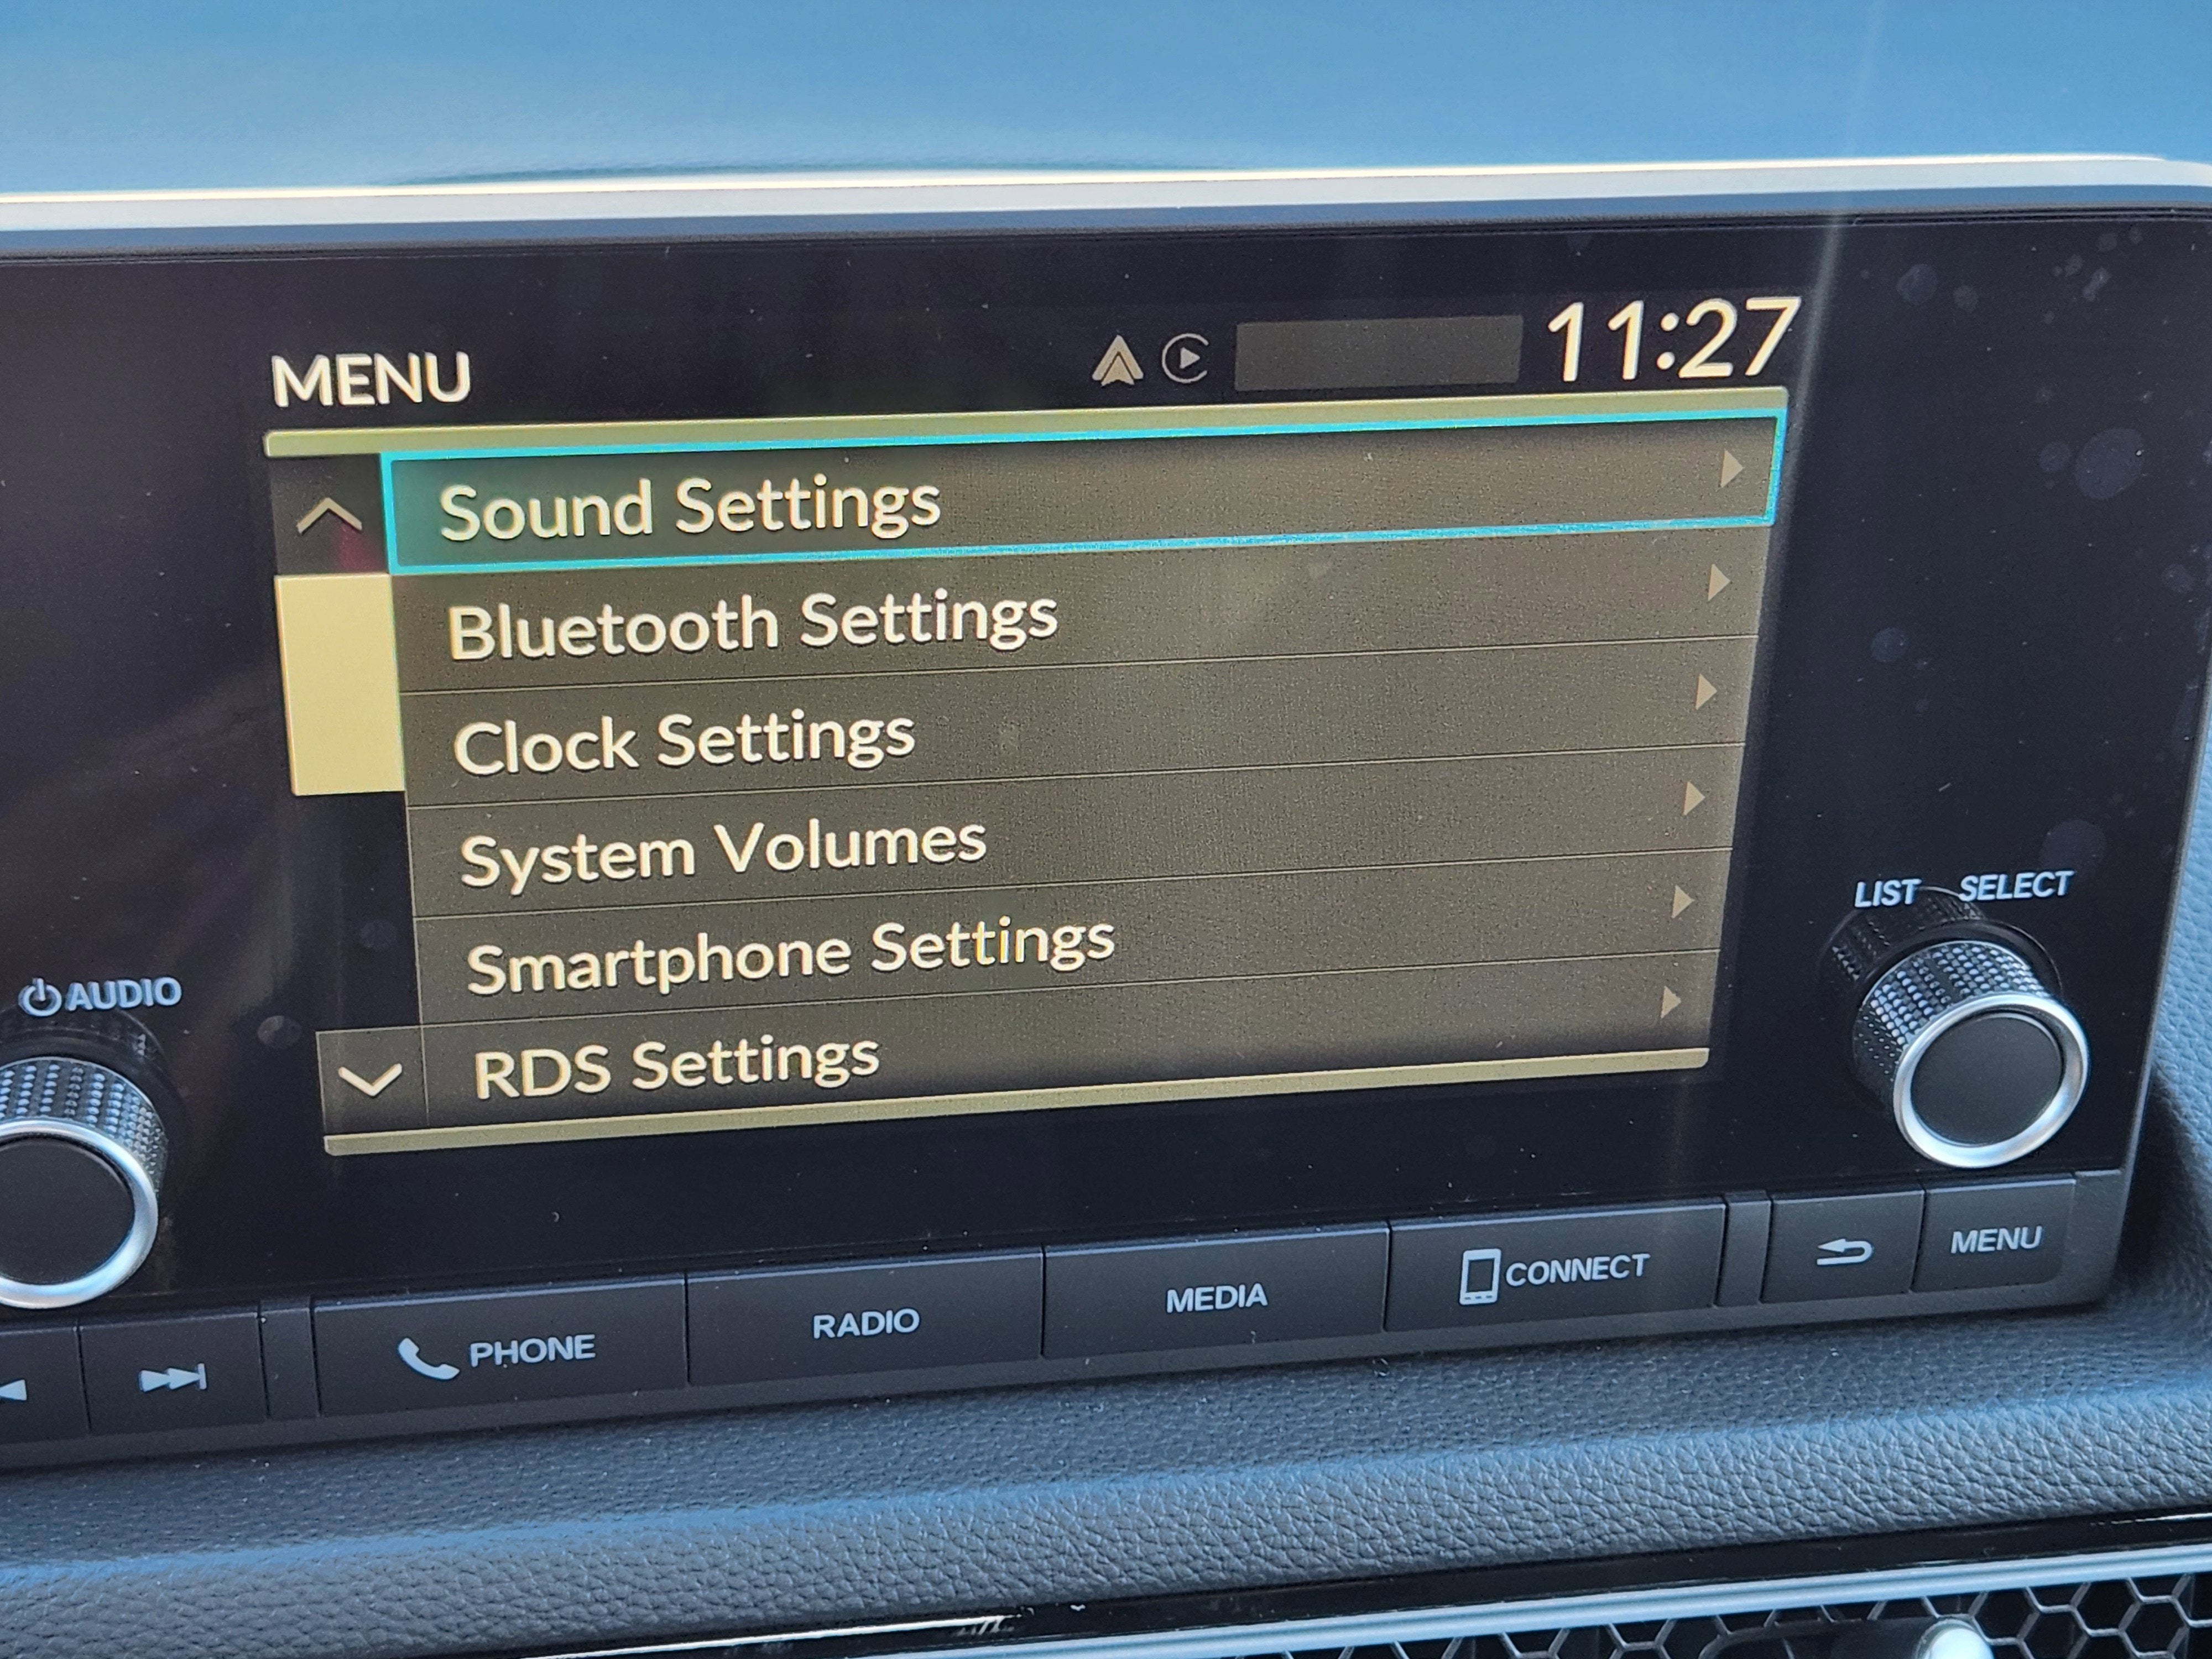 MENU
11:27
Sound Settings
Bluetooth Settings
Clock Settings
System Volumes
Smartphone Settings
RDS Settings
LIST SELECT
AUDIO
PHONE
RADIO
MEDIA
CONNECT
MENU